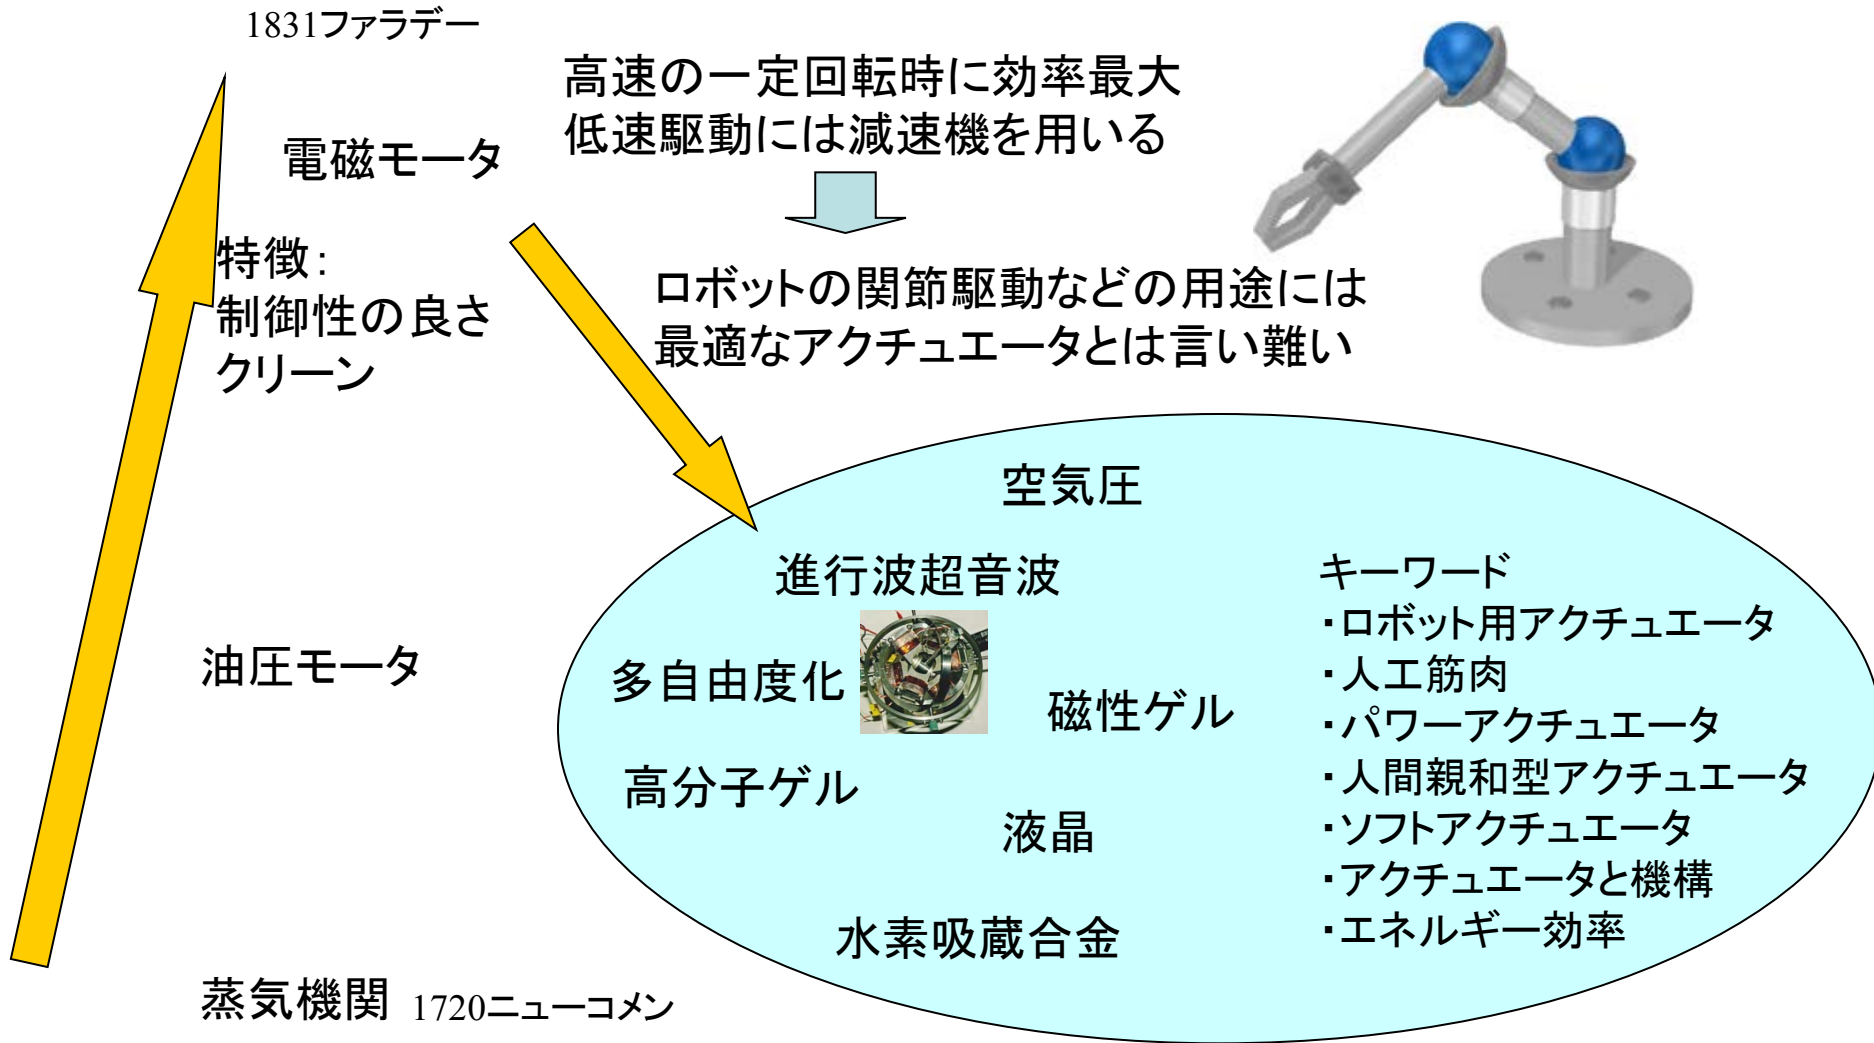 1831ファラデー
高速の一定回転時に効率最大
低速駆動には減速機を用いる
電磁モータ
特徴：
制御性の良さ
クリーン
ロボットの関節駆動などの用途には
最適なアクチュエータとは言い難い
空気圧
進行波超音波
油圧モータ
多自由度化
磁性ゲル
高分子ゲル
液晶
水素吸蔵合金
キーワード
・ロボット用アクチュエータ
・人工筋肉
・パワーアクチュエータ
・人間親和型アクチュエータ
・ソフトアクチュエータ
・アクチュエータと機構
・エネルギー効率
蒸気機関 1720ニューコメン